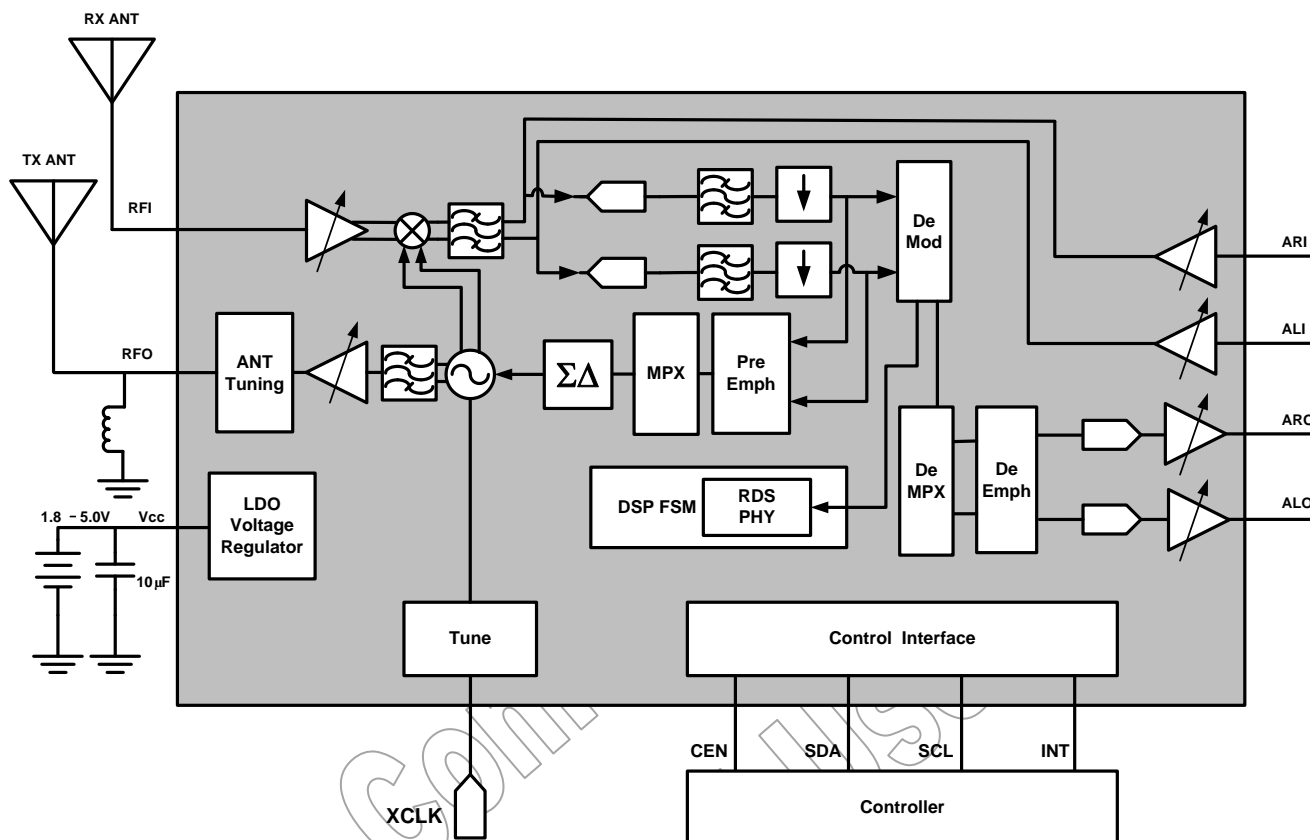 RX ANT
TX ANT
RFI
De
Mod
ARI
ALI
RFO
ANT
Tuning
ΣΔ
MPX
Pre
Emph
ARO
De
MPX
De
Emph
DSP FSM
RDS
PHY
ALO
1.8 – 5.0V
Vcc
LDO
Voltage
Regulator
10μF
Tune
Control Interface
CEN
SDA
SCL
INT
XCLK
Controller